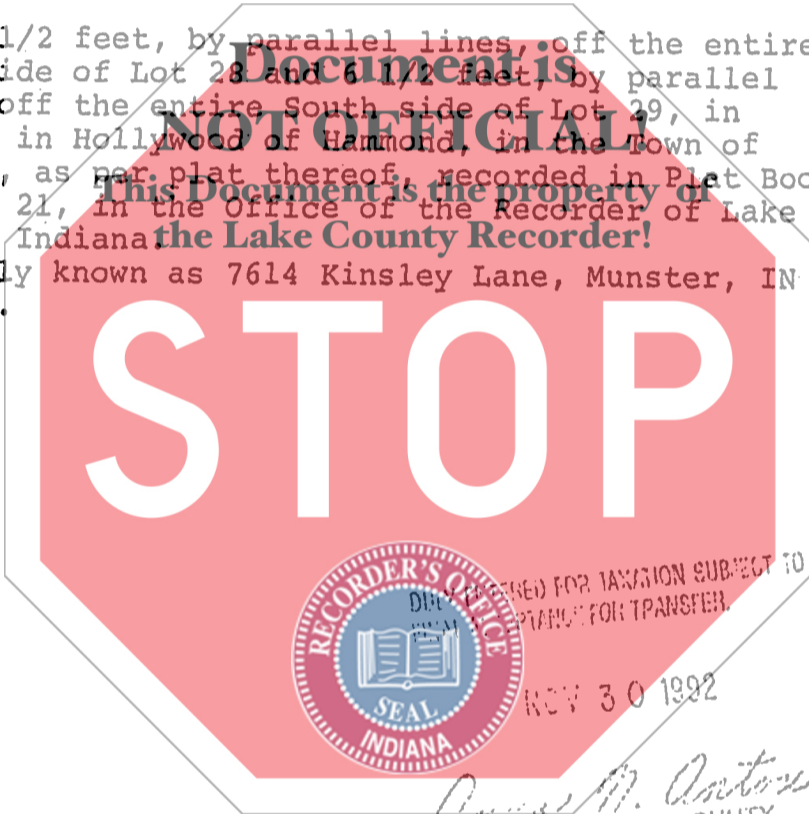 1/2 feet, by parallel lines, off the entire
ide of Lot 28 and 6 1/2 feet, by parallel
off the entire South side of Lot 29, in
in Hollywood of Hammond, in the Town of
, as per plat thereof, recorded in Plat Boo
21, in the Office of the Recorder of Lake
Indiana.
ly known as 7614 Kinsley Lane, Munster, IN
.
Document is
NOT OFFICIAL!
This Document is the property of
the Lake County Recorder!
STOP
RECORDER'S OFFICE
SEAL
INDIANA
FOR TAXATION SUBJECT TO
FOR TRANSFER.
NOV 30 1992
M. Anton